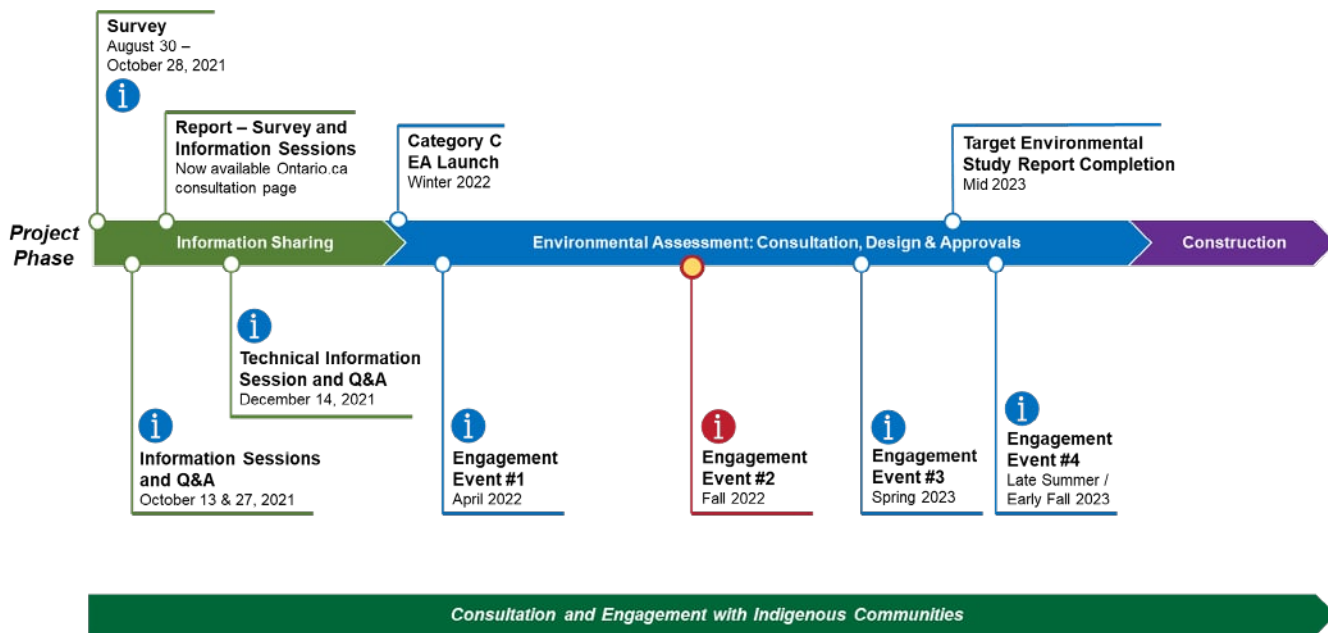 Survey
August 30 –
October 28, 2021
i
Report – Survey and
Information Sessions
Now available Ontario.ca
consultation page
Category C
EA Launch
Winter 2022
Target Environmental
Study Report Completion
Mid 2023
Project
Phase
Information Sharing
Environmental Assessment: Consultation, Design & Approvals
Construction
i
Technical Information
Session and Q&A
December 14, 2021
i
Information Sessions
and Q&A
October 13 & 27, 2021
i
Engagement
Event #1
April 2022
i
Engagement
Event #2
Fall 2022
i
Engagement
Event #3
Spring 2023
i
Engagement
Event #4
Late Summer /
Early Fall 2023
Consultation and Engagement with Indigenous Communities